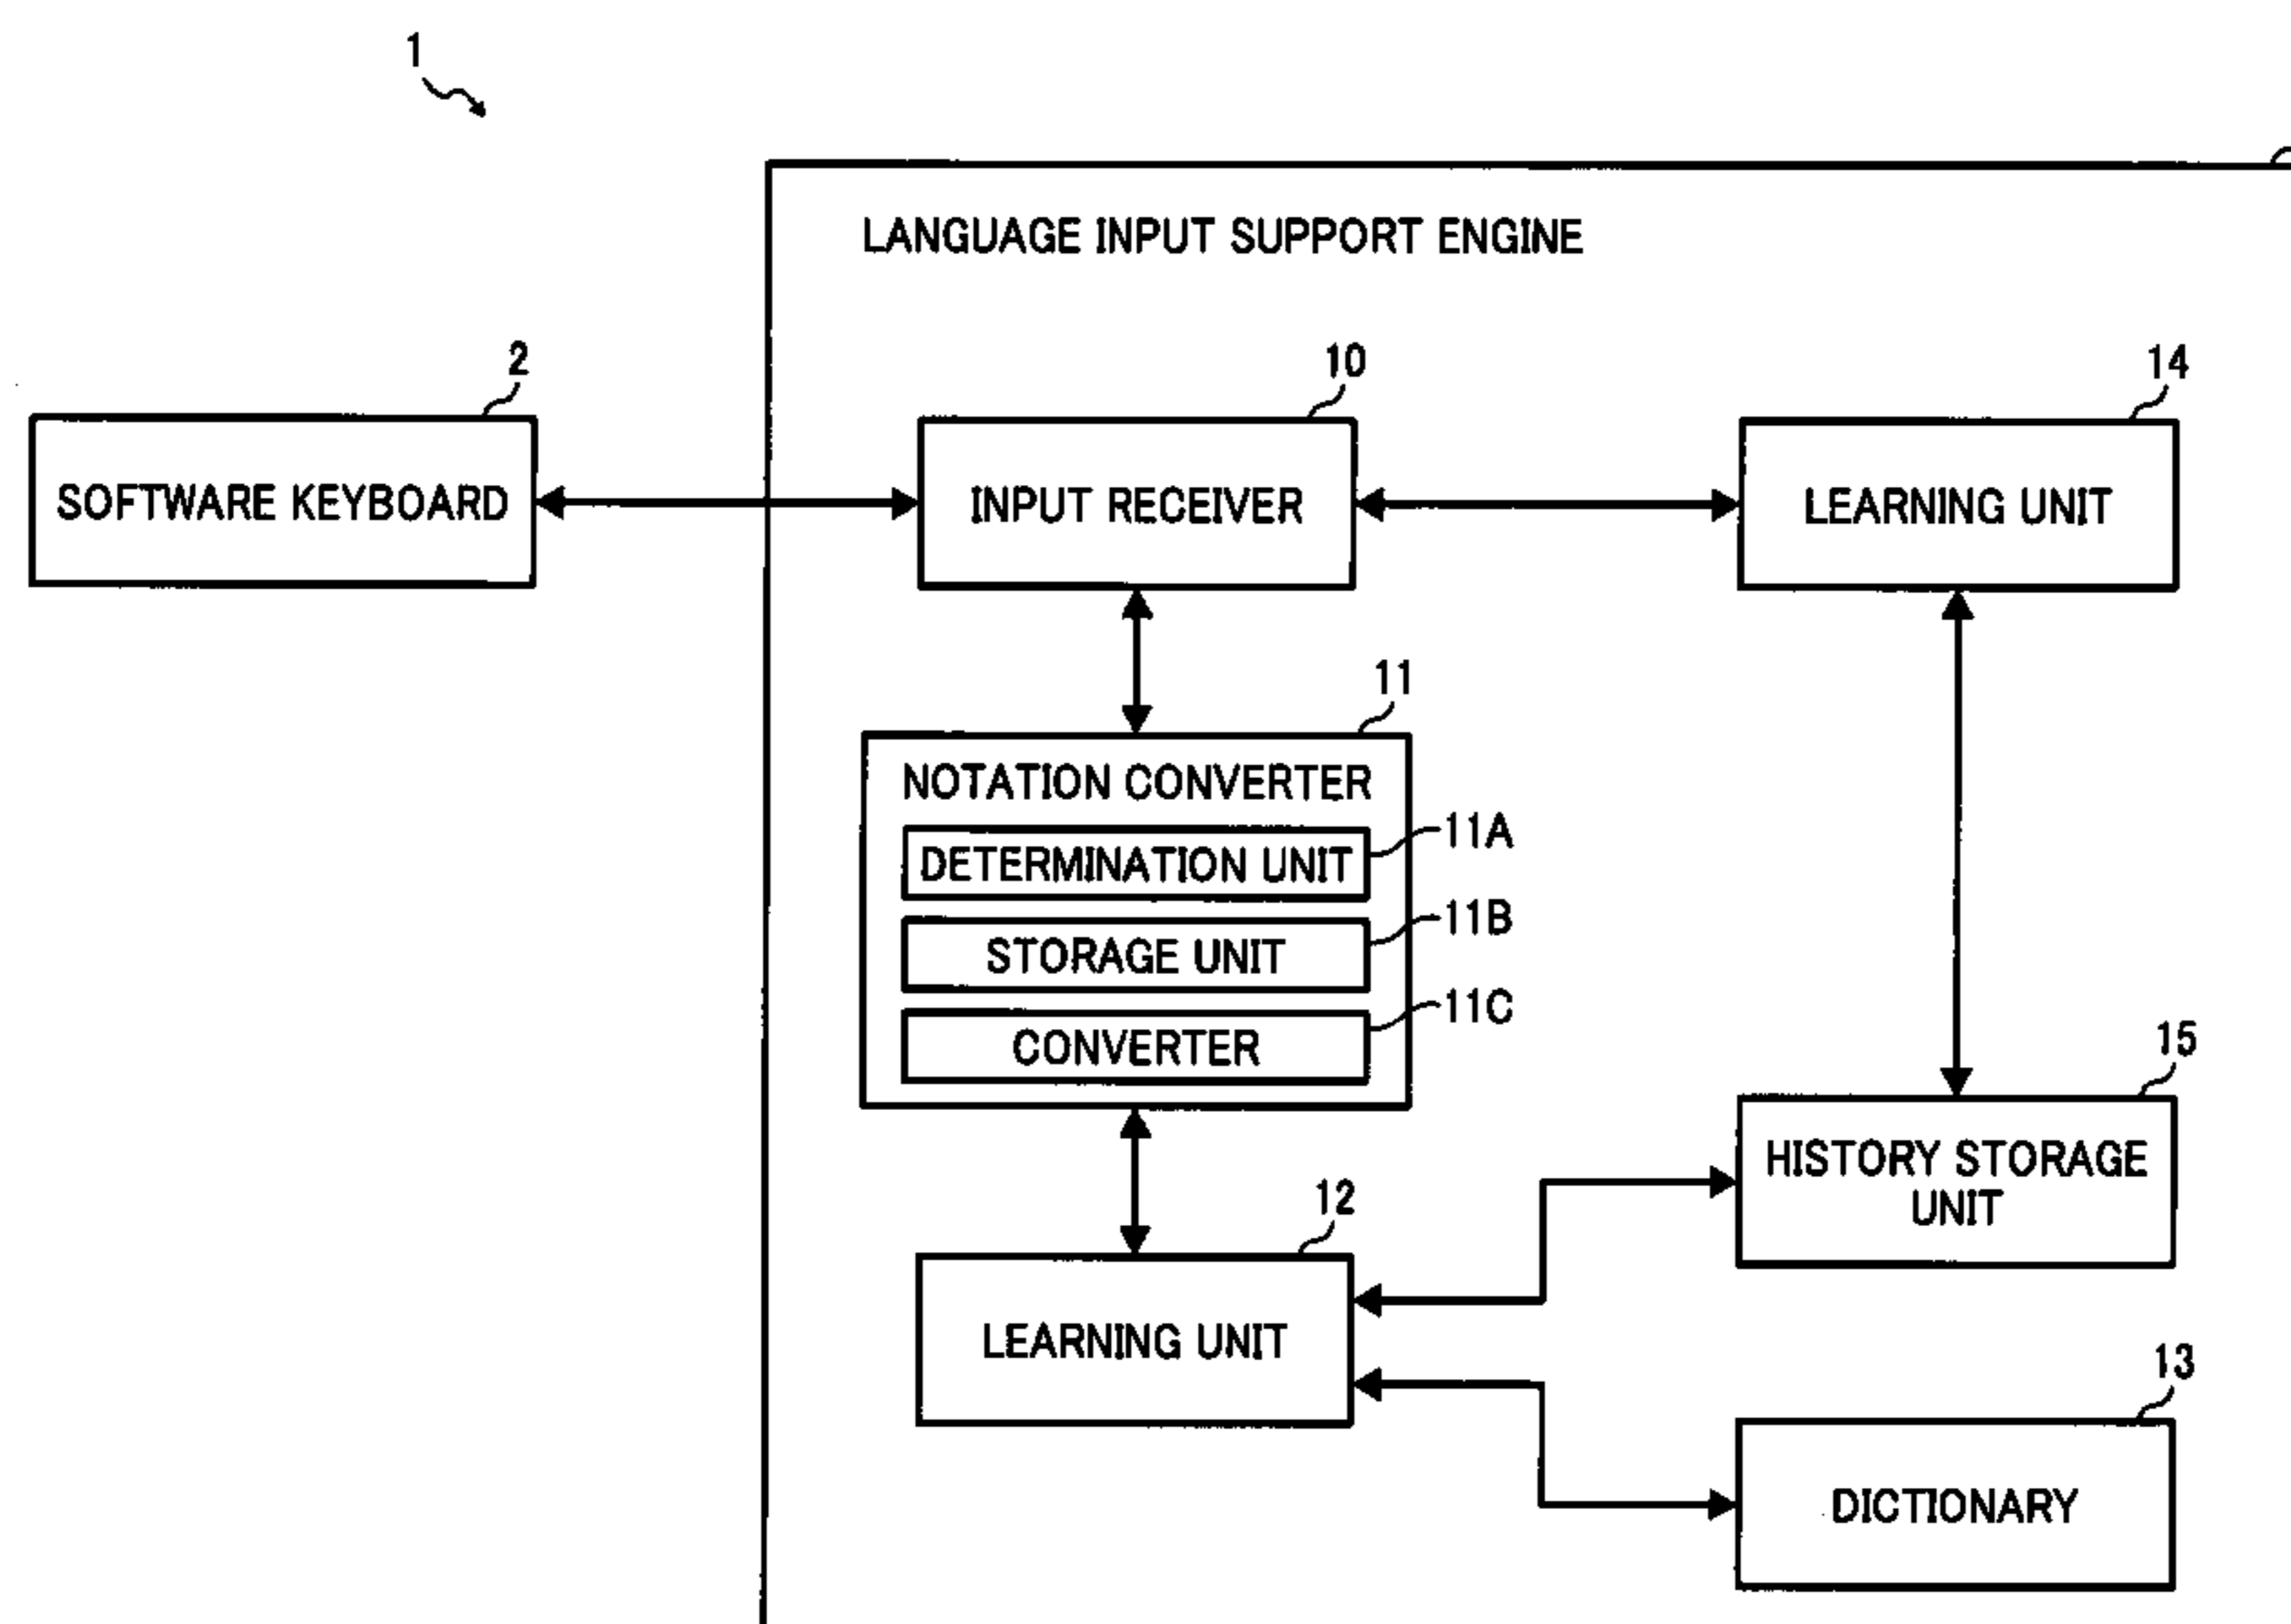 1
LANGUAGE INPUT SUPPORT ENGINE
2
10
14
SOFTWARE KEYBOARD
INPUT RECEIVER
LEARNING UNIT
11
NOTATION CONVERTER
11A
DETERMINATION UNIT
11B
STORAGE UNIT
11C
CONVERTER
15
HISTORY STORAGE
UNIT
12
LEARNING UNIT
13
DICTIONARY